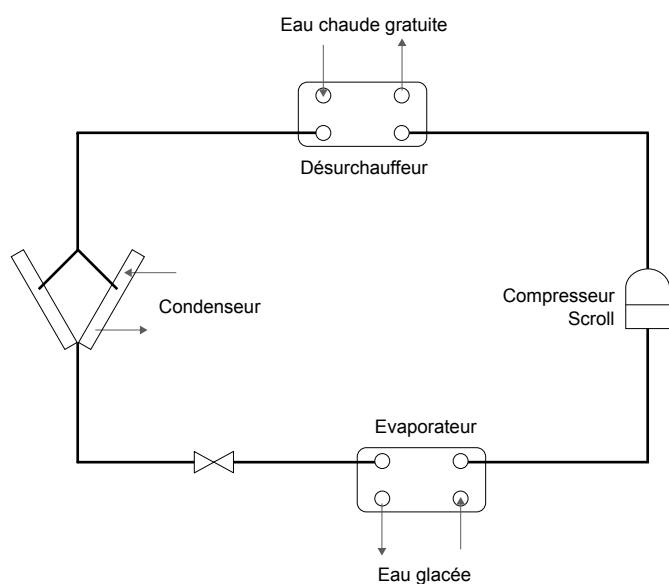 Eau chaude gratuite
Désurchauffeur
Condenseur
Compresseur
Scroll
Evaporateur
Eau glacée